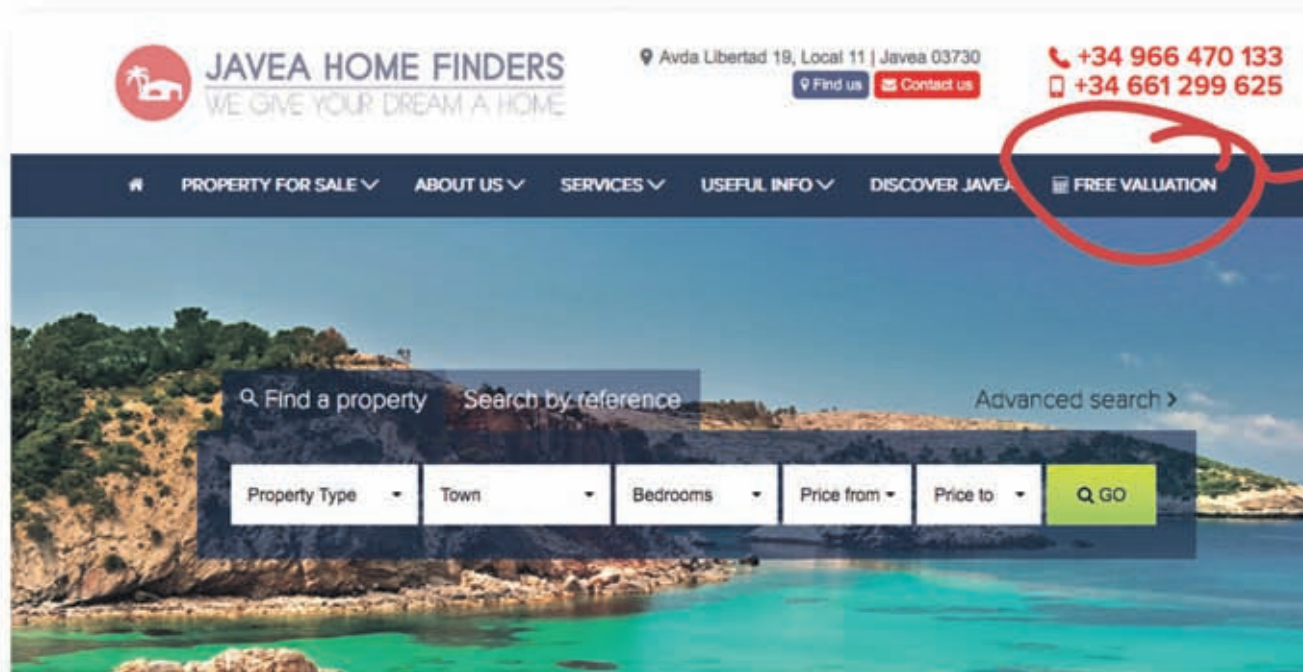 JAVEA HOME FINDERS
WE GIVE YOUR DREAM A HOME
Avda Libertad 19, Local 11 | Javea 03730
Find us Contact us
+34 966 470 133
+34 661 299 625
PROPERTY FOR SALE ABOUT US SERVICES USEFUL INFO DISCOVER JAVEA FREE VALUATION
Find a property Search by reference Advanced search >
Property Type Town Bedrooms Price from Price to GO